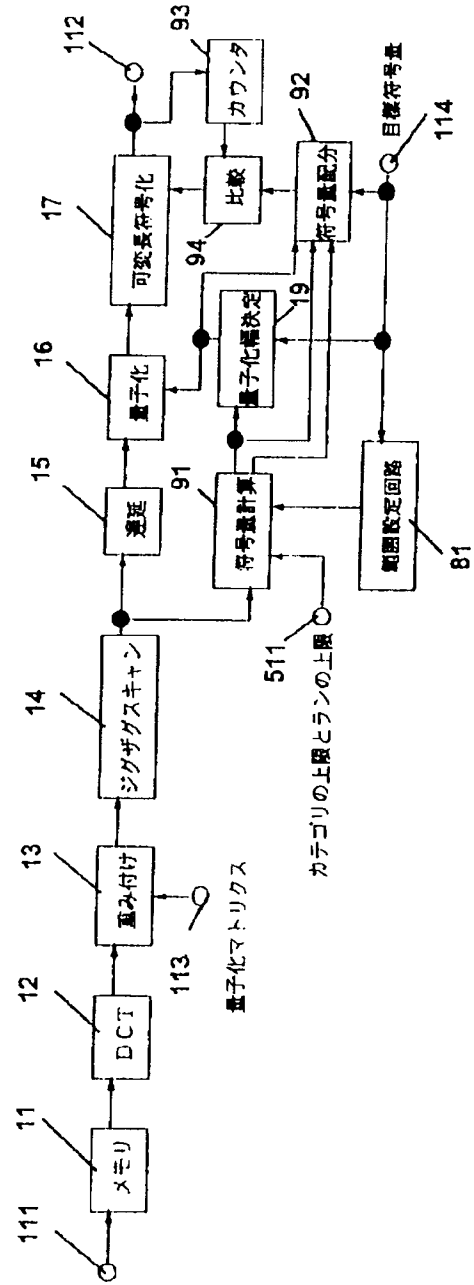 111
11
メモリ
12
DCT
13
重み付け
113
量子化マトリクス
14
ジグザグスキャン
15
遅延
16
量子化
17
可変長符号化
112
93
カウンタ
94
比較
92
符号量配分
19
量子化幅決定
91
符号量計算
511
カテゴリの上限とランの上限
81
範囲設定回路
目標符号量
114